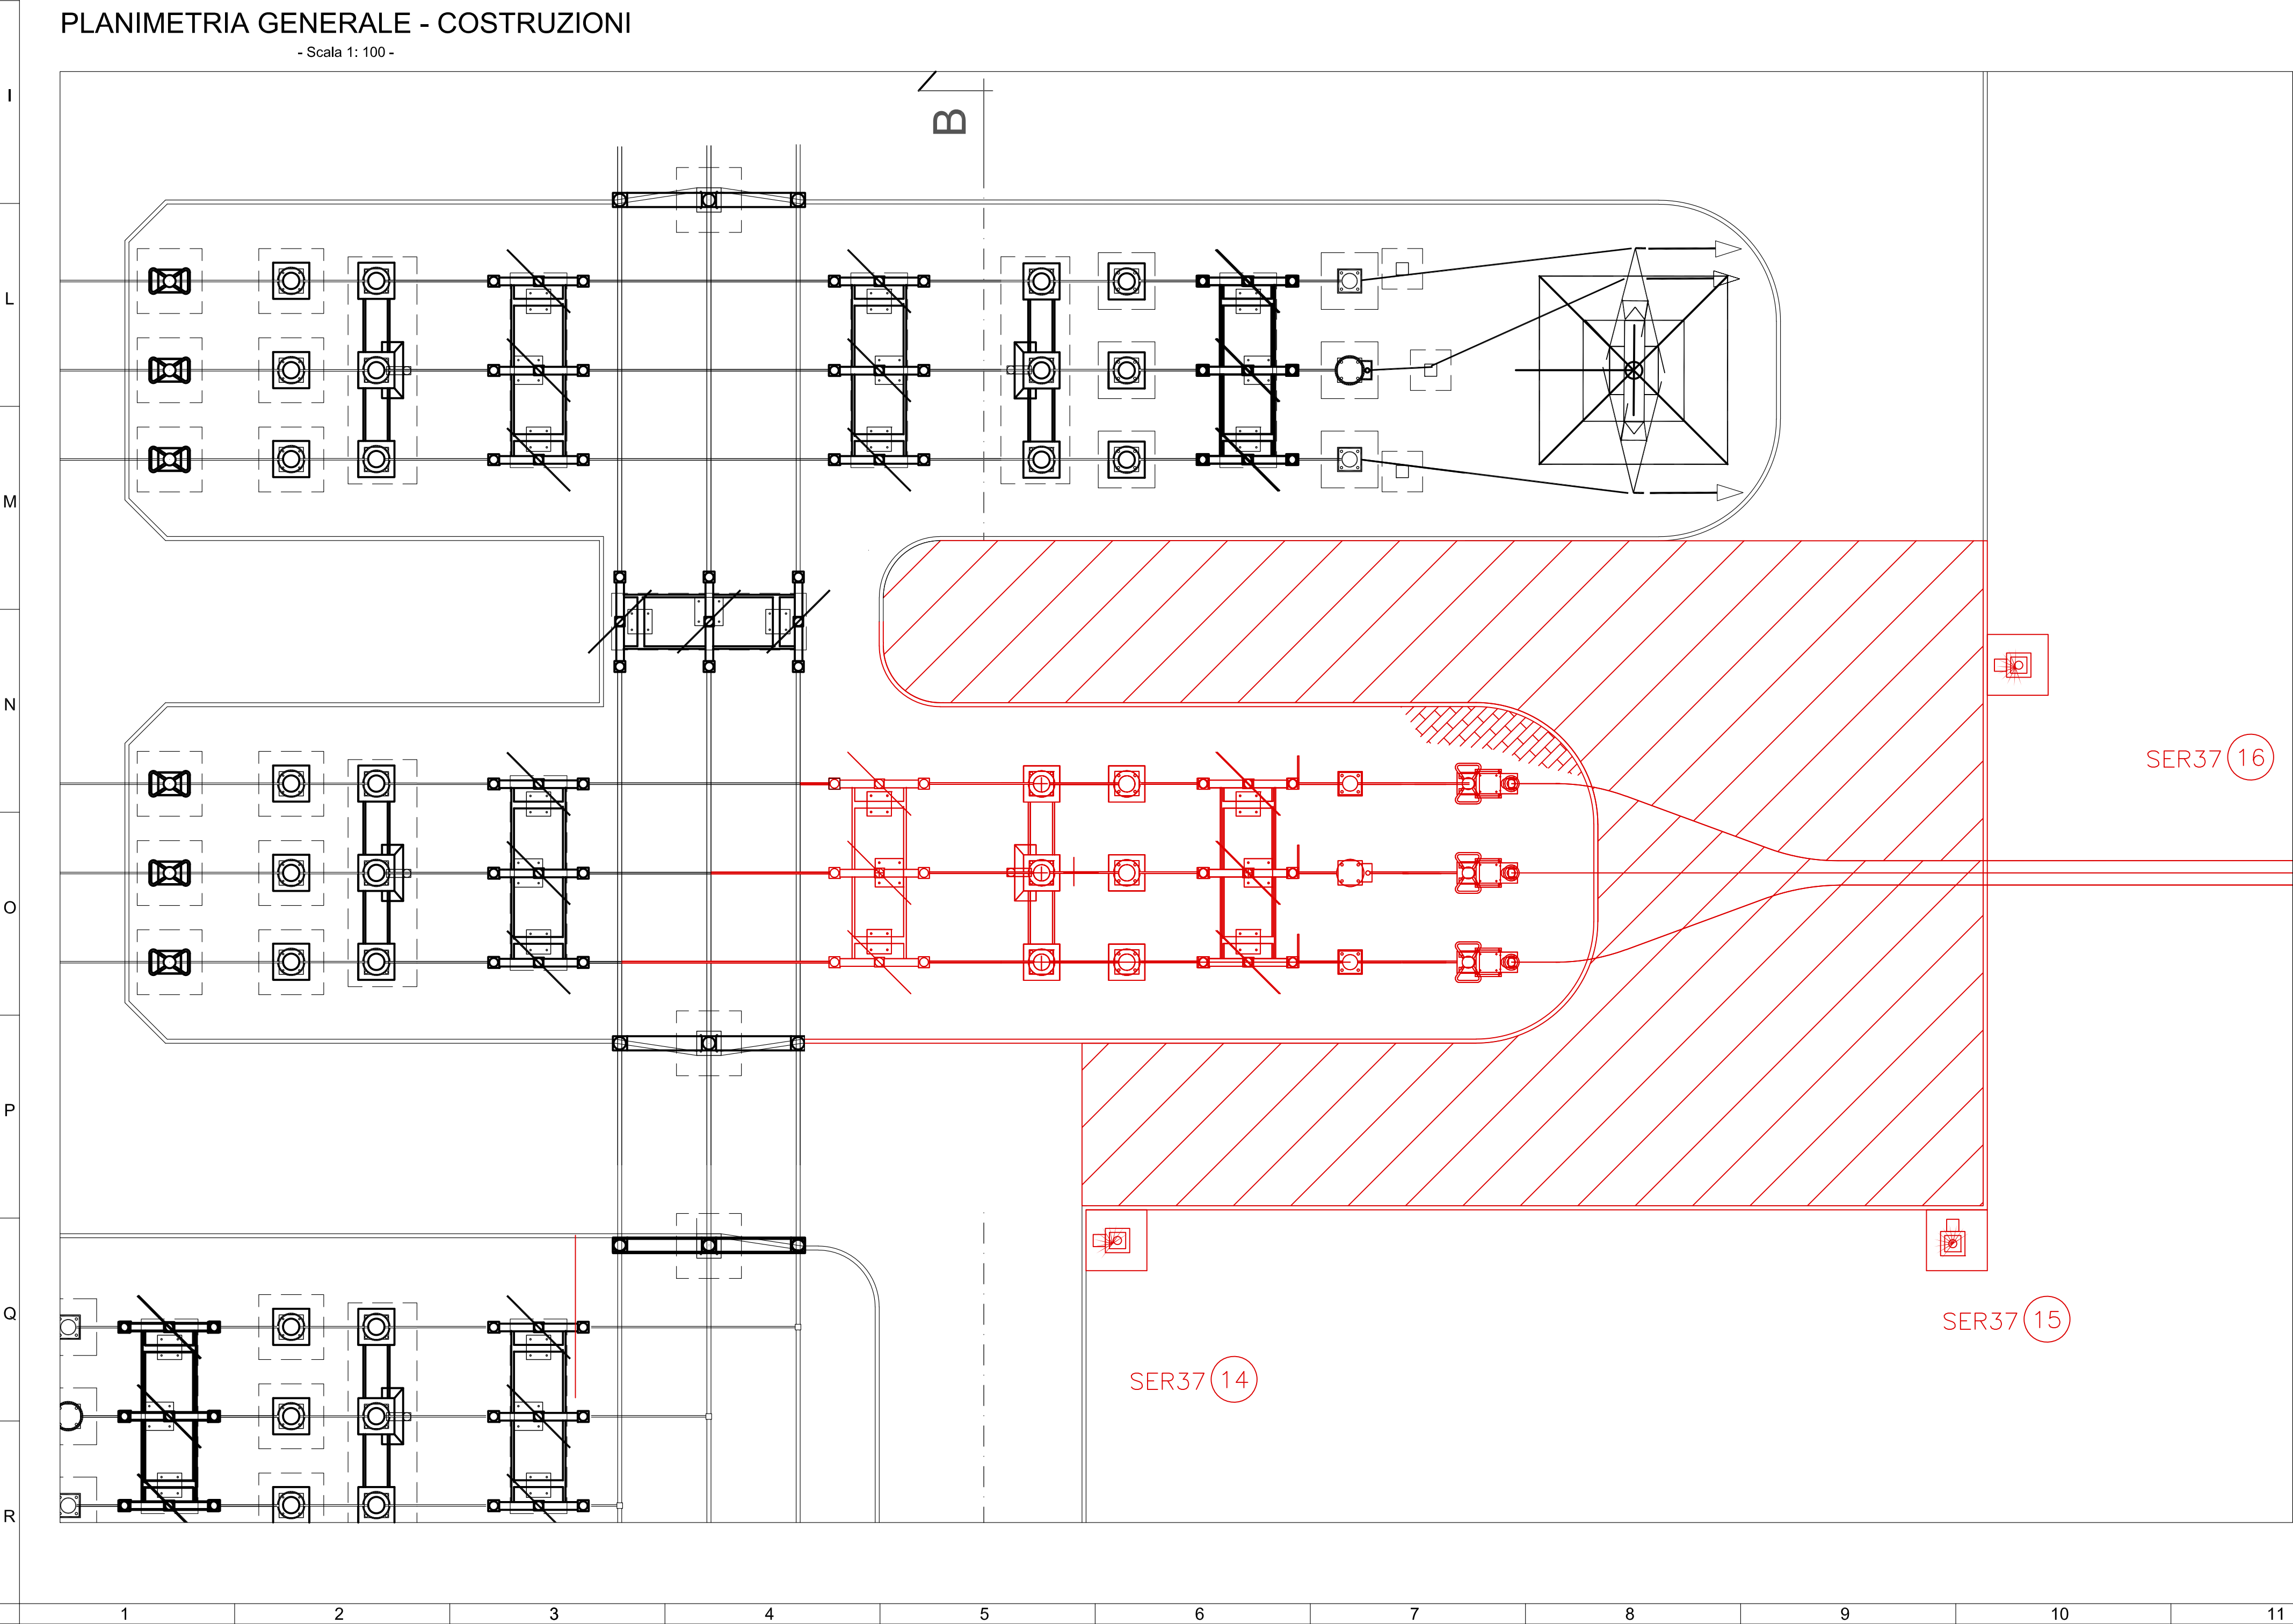 PLANIMETRIA GENERALE - COSTRUZIONI
- Scala 1: 100 -
I
B
L
M
N
SER37 16
O
P
Q
SER37 15
SER37 14
R
1 2 3 4 5 6 7 8 9 10 11